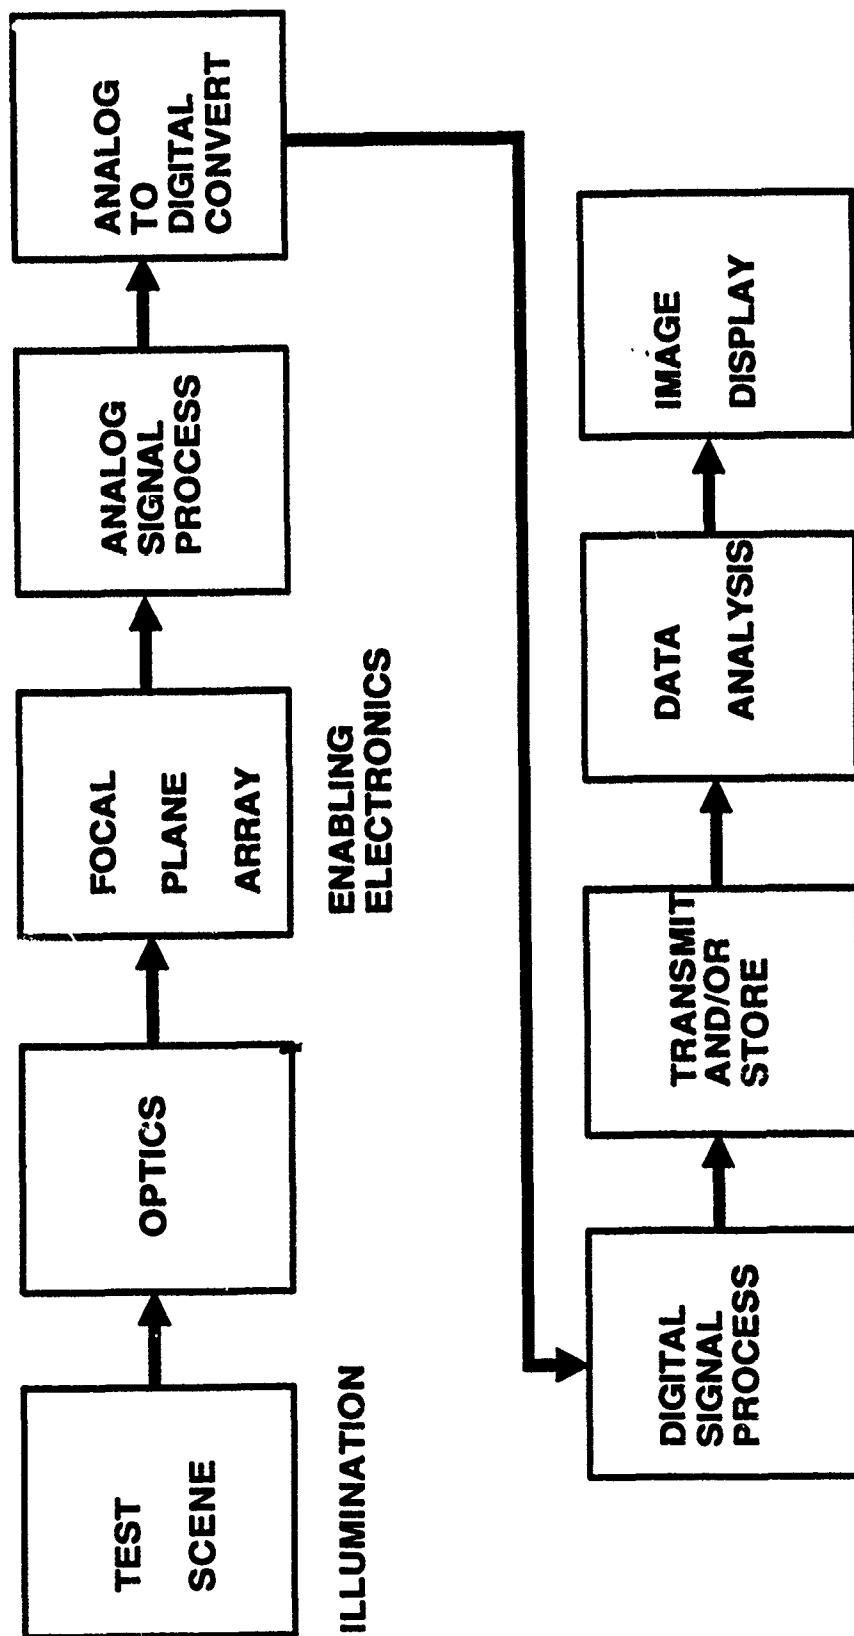 TEST
SCENE
ILLUMINATION
OPTICS
FOCAL
PLANE
ARRAY
ENABLING
ELECTRONICS
ANALOG
SIGNAL
PROCESS
ANALOG
TO
DIGITAL
CONVERT
DIGITAL
SIGNAL
PROCESS
TRANSMIT
AND/OR
STORE
DATA
ANALYSIS
IMAGE
DISPLAY